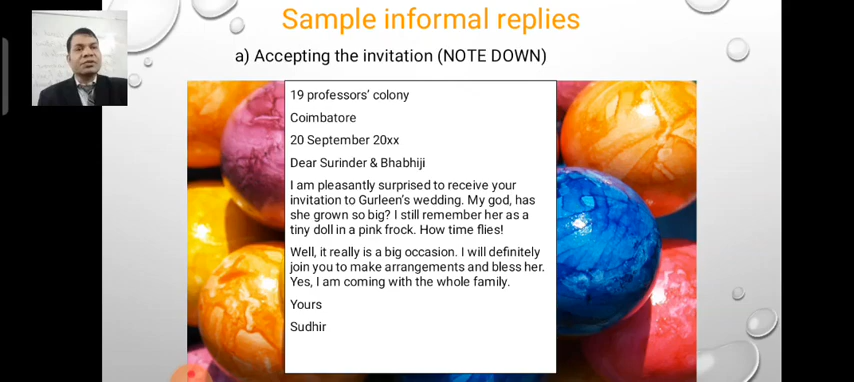 Sample informal replies
a) Accepting the invitation (NOTE DOWN)
19 professors’ colony
Coimbatore
20 September 20xx
Dear Surinder & Bhabhiji
I am pleasantly surprised to receive your
invitation to Gurleen’s wedding. My god, has
she grown so big? I still remember her as a
tiny doll in a pink frock. How time flies!
Well, it really is a big occasion. I will definitely
join you to make arrangements and bless her.
Yes, I am coming with the whole family.
Yours
Sudhir